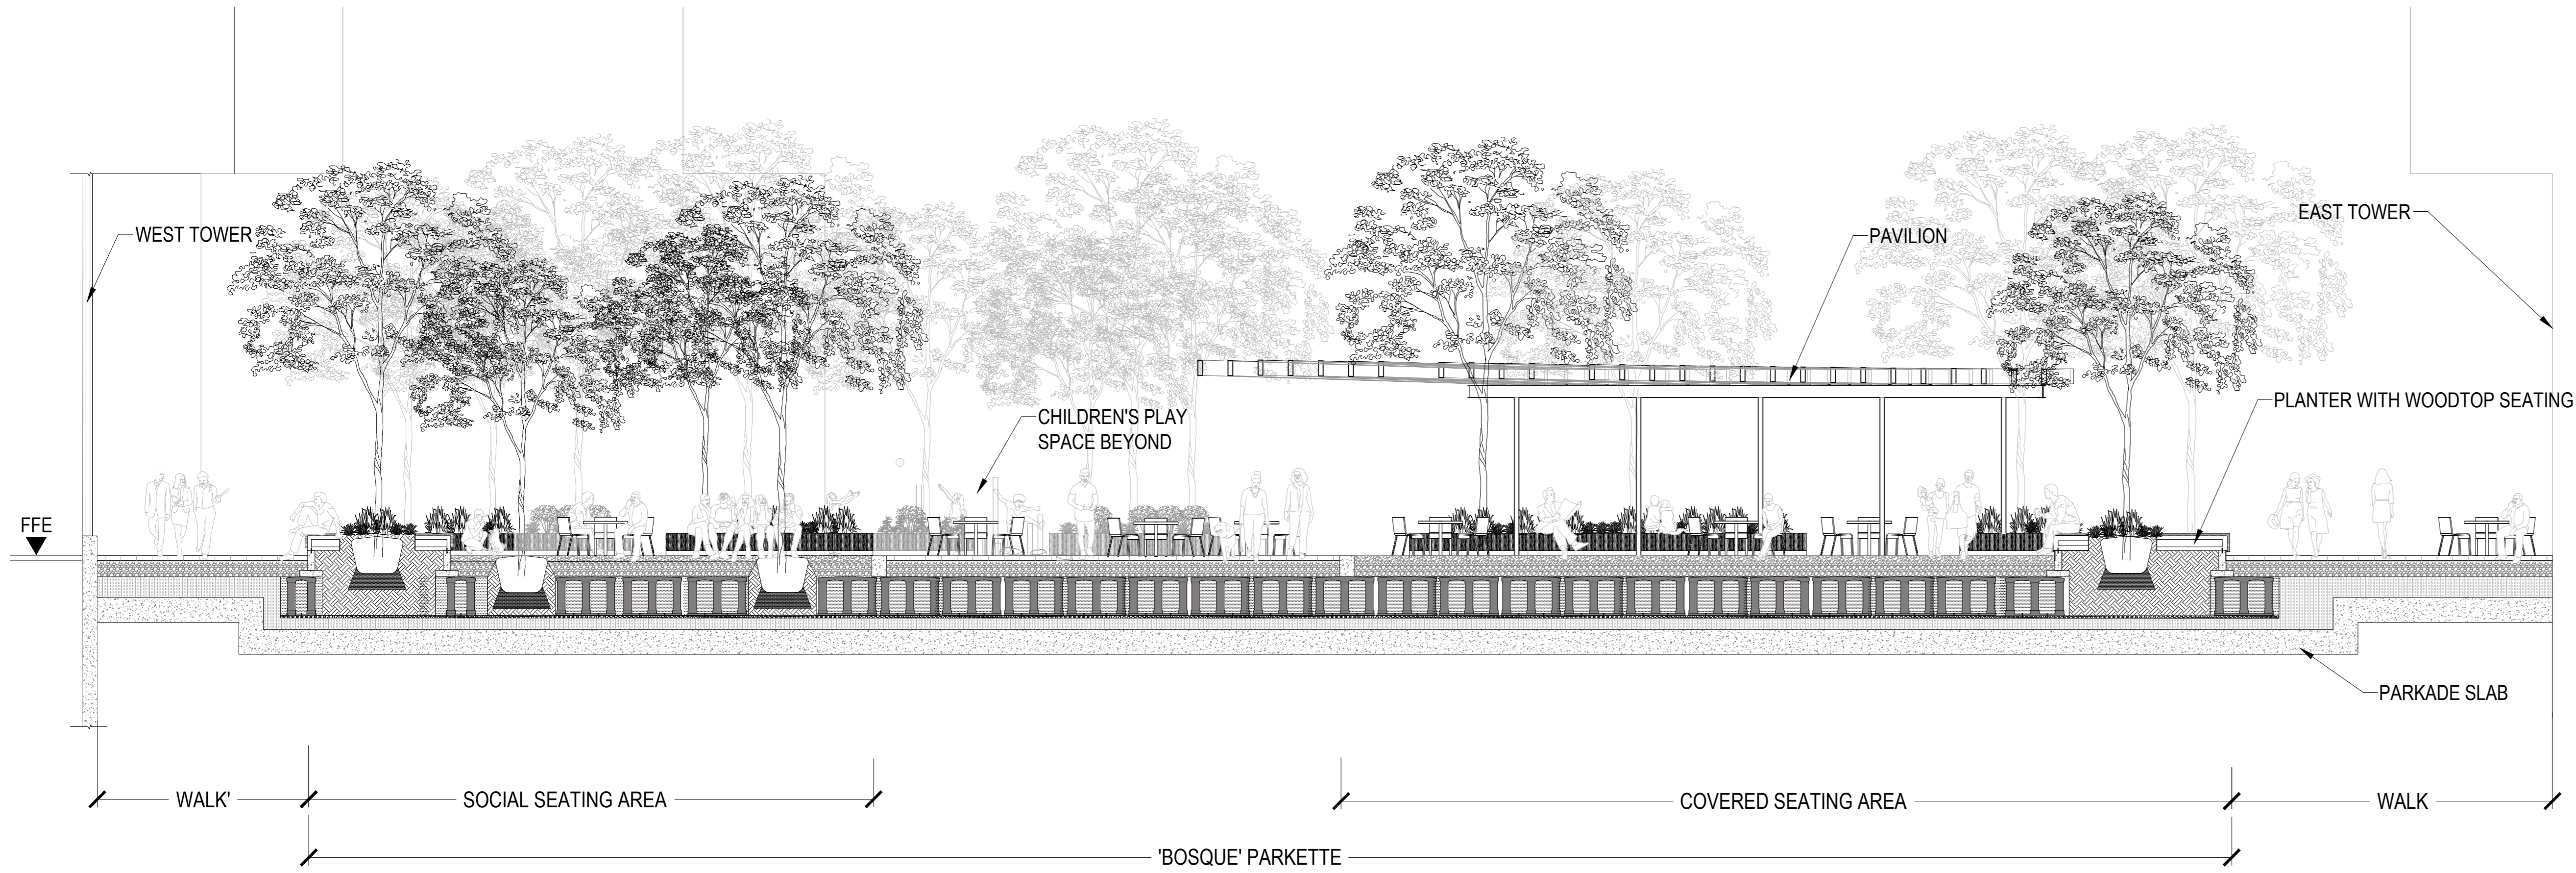 WEST TOWER
EAST TOWER
PAVILION
PLANTER WITH WOODTOP SEATING
CHILDREN'S PLAY
SPACE BEYOND
FFE
PARKADE SLAB
WALK'
SOCIAL SEATING AREA
COVERED SEATING AREA
WALK
'BOSQUE' PARKETTE